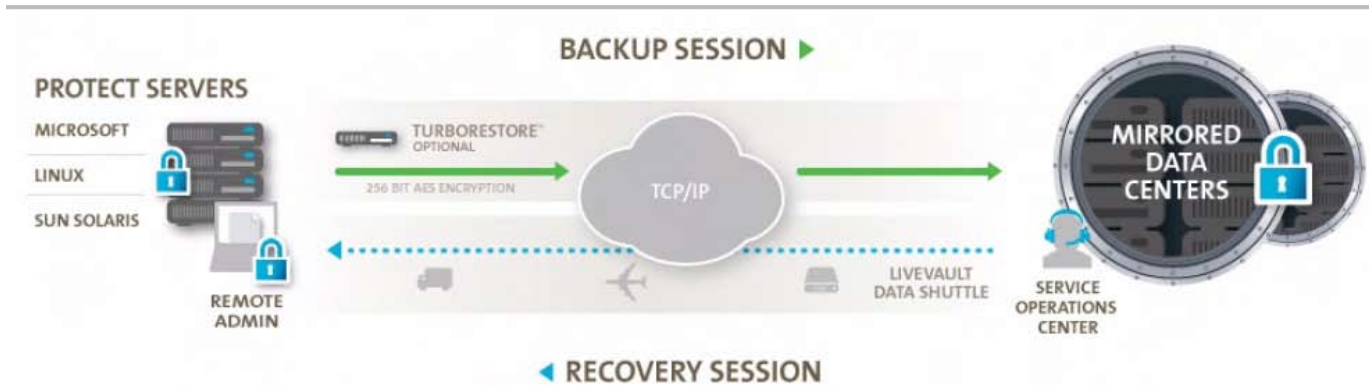 BACKUP SESSION
PROTECT SERVERS
MICROSOFT
LINUX
SUN SOLARIS
REMOTE
ADMIN
TURBORESTORE™
OPTIONAL
256 BIT AES ENCRYPTION
TCP/IP
LIVEVAULT
DATA SHUTTLE
MIRRORED
DATA
CENTERS
SERVICE
OPERATIONS
CENTER
RECOVERY SESSION